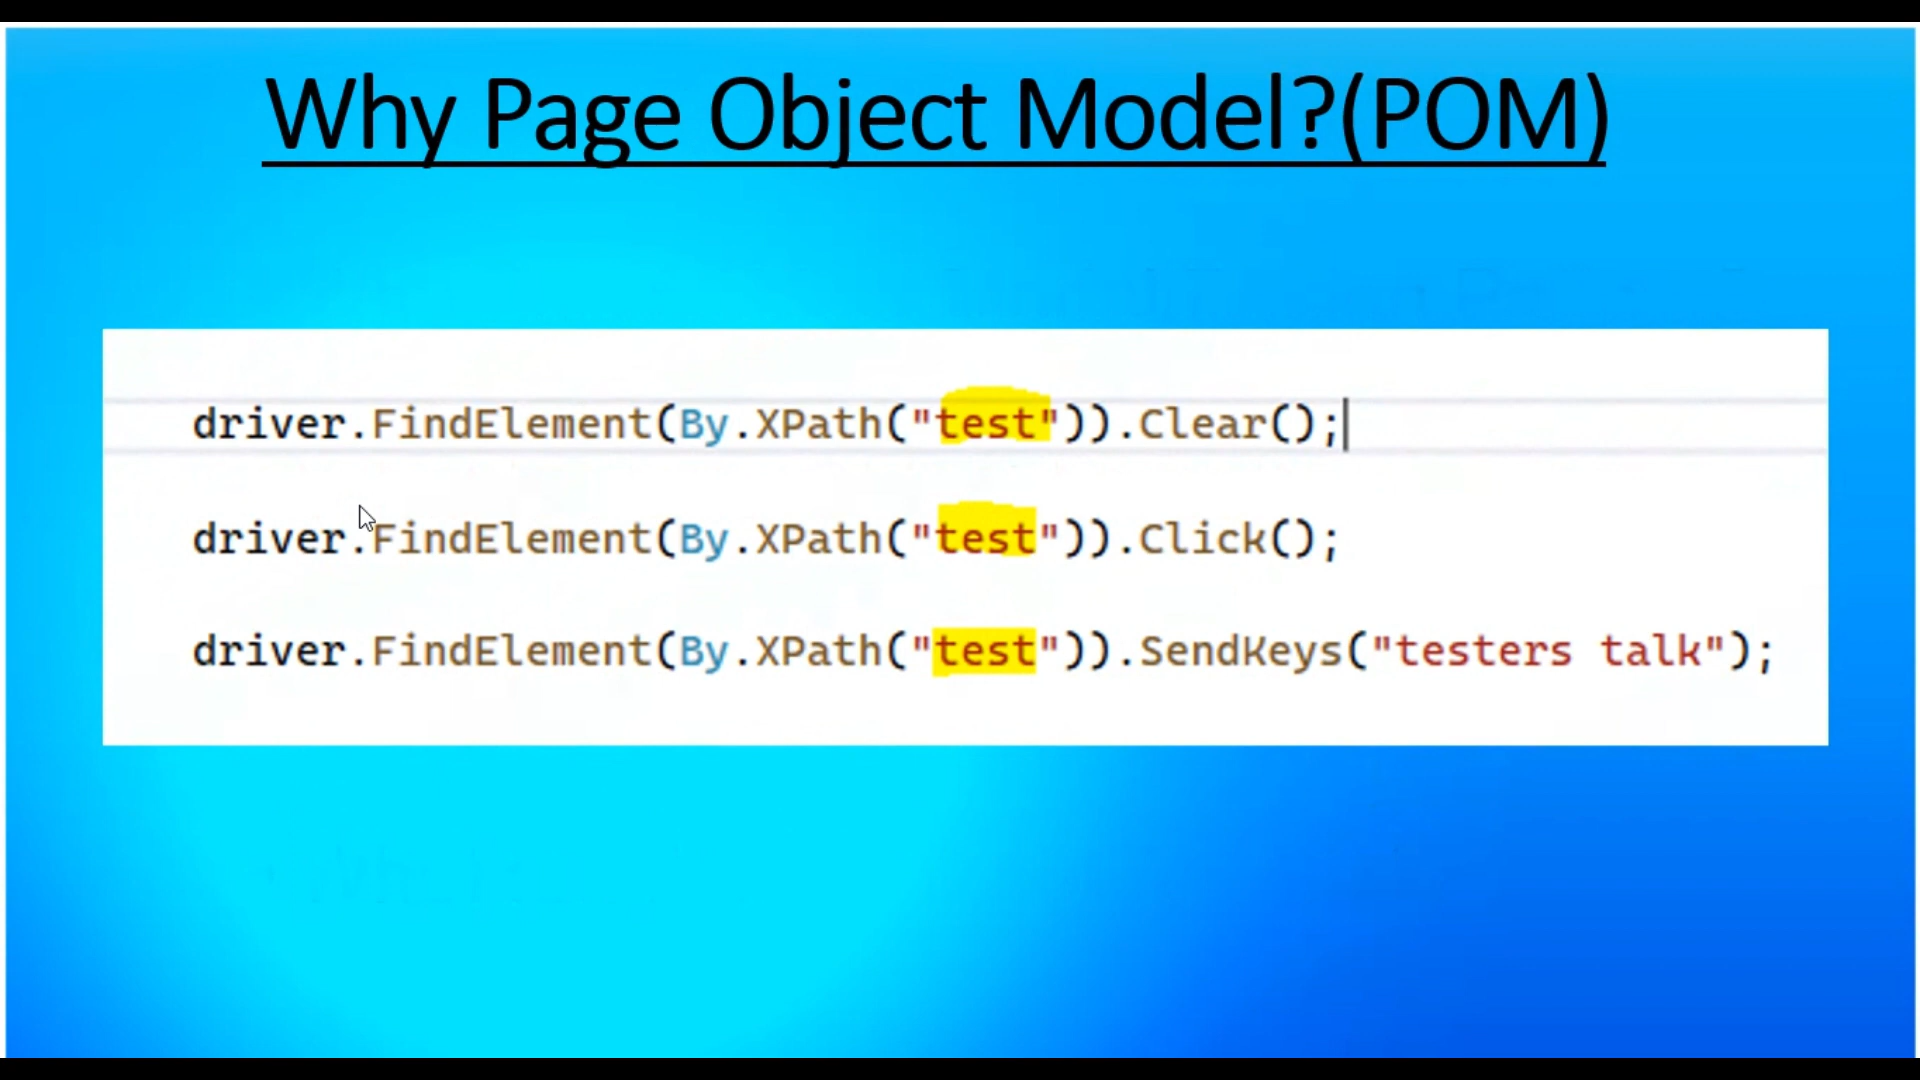 Why Page Object Model?(POM)
driver.FindElement(By.XPath("test")).Clear();
driver.FindElement(By.XPath("test")).Click();
driver.FindElement(By.XPath("test")).SendKeys("testers talk");